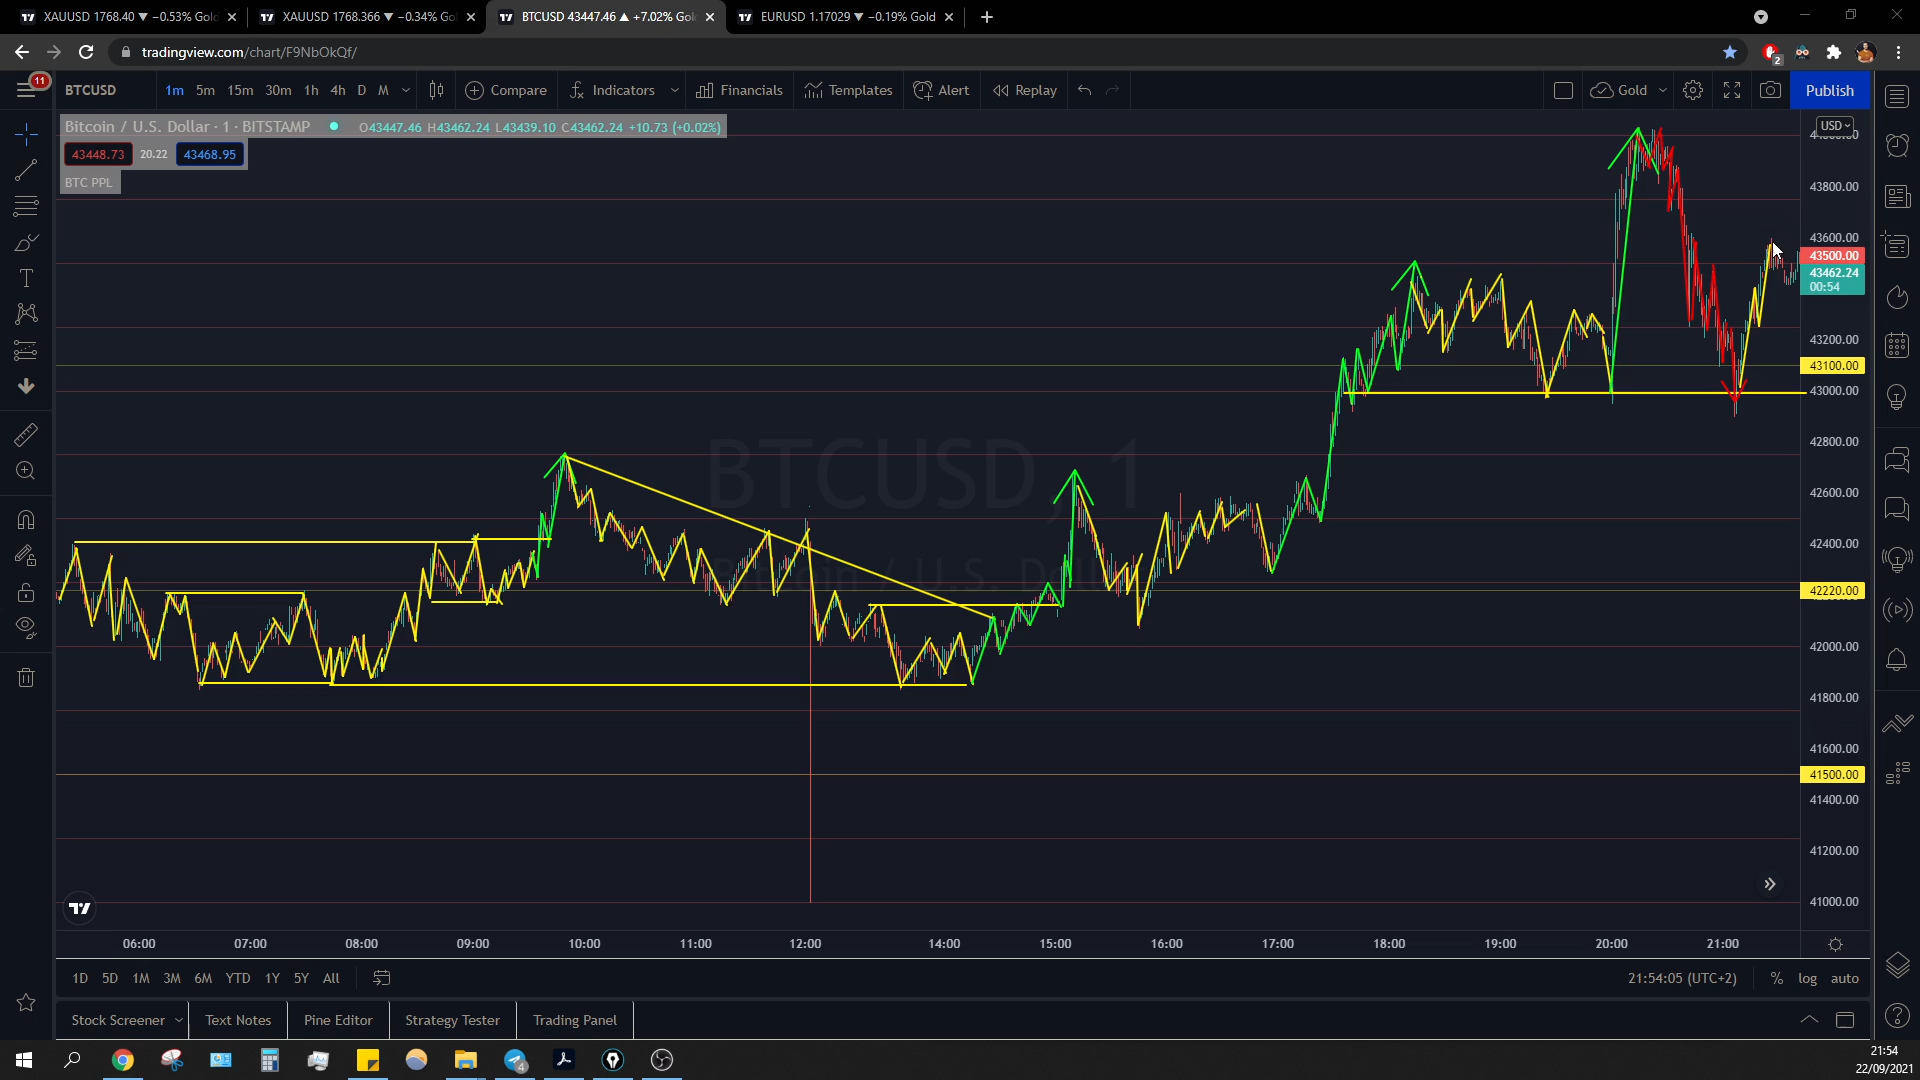 XAUUSD 1768.40 ▼ −0.53% Gol
XAUUSD 1768.366 ▼ −0.34% Go
BTCUSD 43447.46 ▲ +7.02% Gol
EURUSD 1.17029 ▼ −0.19% Gold
tradingview.com/chart/F9NbOkQf/
2
11
BTCUSD
1m 5m 15m 30m 1h 4h D M
Compare
Indicators
Financials
Templates
Alert
Replay
Gold
Publish
Bitcoin / U.S. Dollar · 1 · BITSTAMP
O43447.46 H43462.24 L43439.10 C43462.24 +10.73 (+0.02%)
43448.73 20.22 43468.95
BTC PPL
USD
43800.00
43600.00
43500.00
43462.24
00:54
43200.00
43100.00
43000.00
42800.00
42600.00
42400.00
42220.00
42000.00
41800.00
41600.00
41500.00
41400.00
41200.00
41000.00
BTCUSD, 1
Bitcoin / U.S. Doll
06:00 07:00 08:00 09:00 10:00 11:00 12:00 14:00 15:00 16:00 17:00 18:00 19:00 20:00 21:00
1D 5D 1M 3M 6M YTD 1Y 5Y All
21:54:05 (UTC+2) % log auto
Stock Screener Text Notes Pine Editor Strategy Tester Trading Panel
4
21:54
22/09/2021